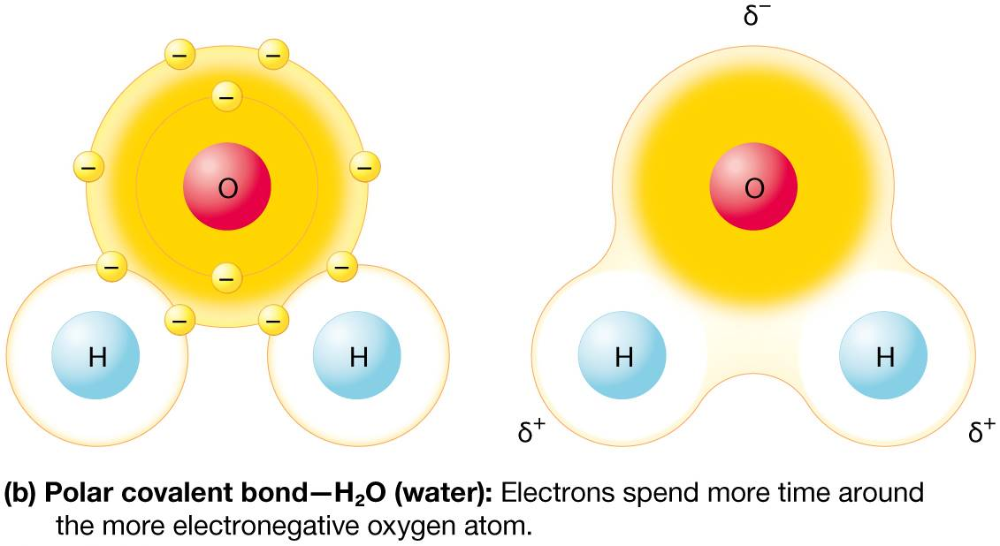 δ⁻
− −
−
− −
O O
− −
−
− −
H H H H
δ⁺ δ⁺
(b) Polar covalent bond—H₂O (water): Electrons spend more time around
the more electronegative oxygen atom.